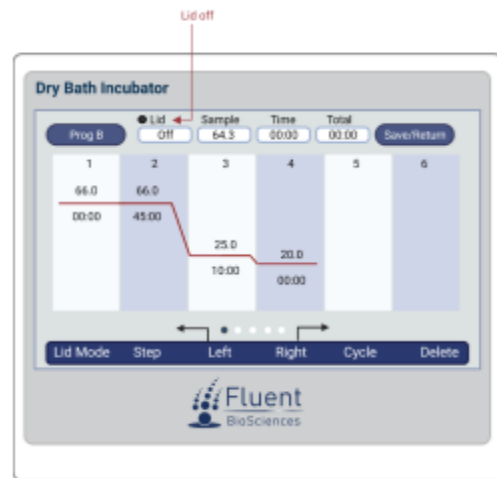 Lid off
Dry Bath Incubator
Lid Sample Time Total
Prog B Off 64.3 00:00 00:00 Save/Return
1 2 3 4 5 6
66.0 66.0
00:00 45:00
25.0 20.0
10:00 00:00
Lid Mode Step Left Right Cycle Delete
Fluent
BioSciences